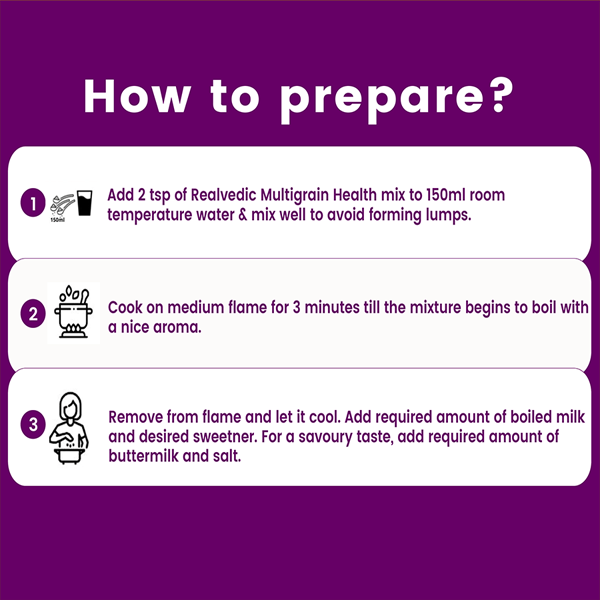 How to prepare?
1
150ml
Add 2 tsp of Realvedic Multigrain Health mix to 150ml room
temperature water & mix well to avoid forming lumps.
2
Cook on medium flame for 3 minutes till the mixture begins to boil with
a nice aroma.
3
Remove from flame and let it cool. Add required amount of boiled milk
and desired sweetner. For a savoury taste, add required amount of
buttermilk and salt.